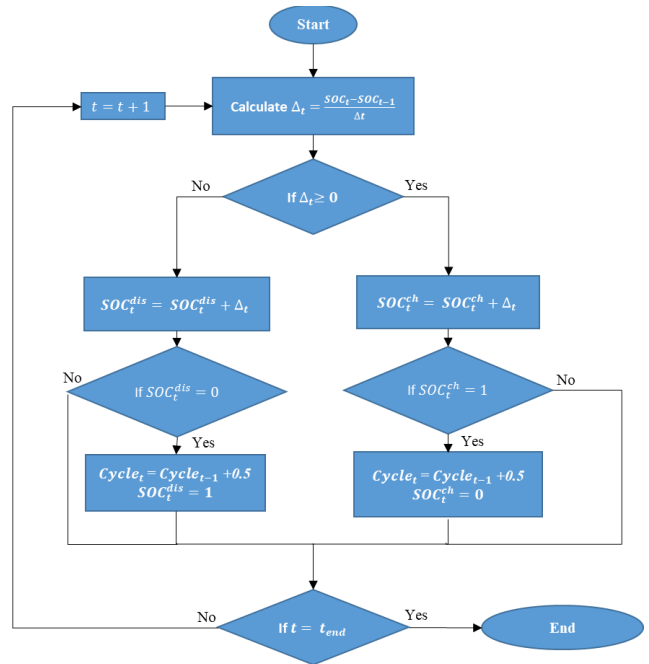 Start
t = t + 1
Calculate Δₜ = (SOCₜ−SOCₜ₋₁)/Δt
No
If Δₜ ≥ 0
Yes
SOCₜᵈⁱˢ = SOCₜᵈⁱˢ + Δₜ
SOCₜᶜʰ = SOCₜᶜʰ + Δₜ
No
If SOCₜᵈⁱˢ = 0
If SOCₜᶜʰ = 1
No
Yes
Yes
Cycleₜ = Cycleₜ₋₁ +0.5
SOCₜᵈⁱˢ = 1
Cycleₜ = Cycleₜ₋₁ +0.5
SOCₜᶜʰ = 0
No
If t = t_end
Yes
End